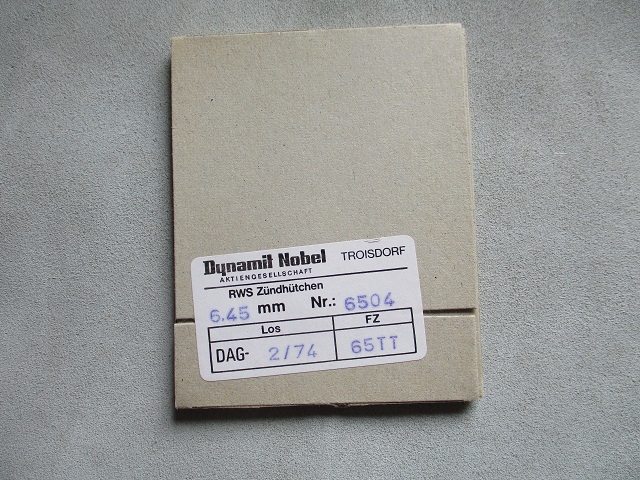 Dynamit Nobel TROISDORF
AKTIENGESELLSCHAFT
RWS Zündhütchen
6.45 mm Nr.: 6504
Los FZ
DAG- 2/74 65TT